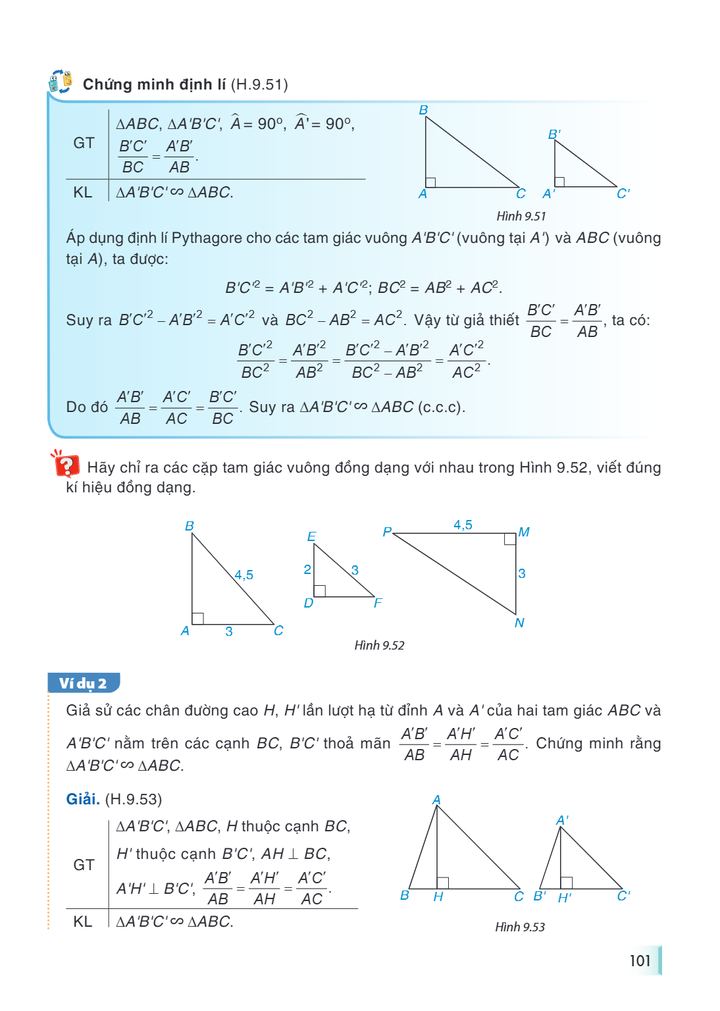 Chứng minh định lí (H.9.51)
GT
ΔABC, ΔA'B'C', Â = 90º, Â' = 90º,
B'C'/BC = A'B'/AB.
KL
ΔA'B'C' ∽ ΔABC.
B
A
C
B'
A'
C'
Hình 9.51
Áp dụng định lí Pythagore cho các tam giác vuông A'B'C' (vuông tại A') và ABC (vuông
tại A), ta được:
B'C'² = A'B'² + A'C'²; BC² = AB² + AC².
Suy ra B'C'² – A'B'² = A'C'² và BC² – AB² = AC². Vậy từ giả thiết B'C'/BC = A'B'/AB, ta có:
B'C'²/BC² = A'B'²/AB² = (B'C'² – A'B'²)/(BC² – AB²) = A'C'²/AC².
Do đó A'B'/AB = A'C'/AC = B'C'/BC. Suy ra ΔA'B'C' ∽ ΔABC (c.c.c).
?
Hãy chỉ ra các cặp tam giác vuông đồng dạng với nhau trong Hình 9.52, viết đúng
kí hiệu đồng dạng.
B
4,5
A
3
C
E
2
3
D
F
P
4,5
M
3
N
Hình 9.52
Ví dụ 2
Giả sử các chân đường cao H, H' lần lượt hạ từ đỉnh A và A' của hai tam giác ABC và
A'B'C' nằm trên các cạnh BC, B'C' thoả mãn A'B'/AB = A'H'/AH = A'C'/AC. Chứng minh rằng
ΔA'B'C' ∽ ΔABC.
Giải. (H.9.53)
GT
ΔA'B'C', ΔABC, H thuộc cạnh BC,
H' thuộc cạnh B'C', AH ⊥ BC,
A'H' ⊥ B'C', A'B'/AB = A'H'/AH = A'C'/AC.
KL
ΔA'B'C' ∽ ΔABC.
A
B
H
C
A'
B'
H'
C'
Hình 9.53
101